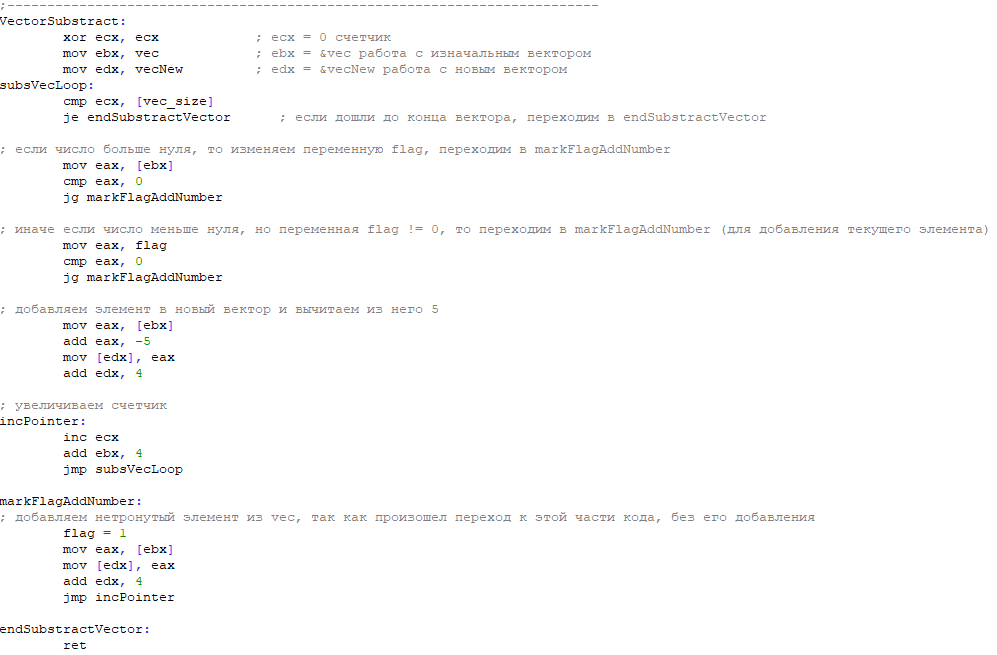 ;--------------------------------------------------------------------------
VectorSubstract:
xor ecx, ecx ; ecx = 0 счетчик
mov ebx, vec ; ebx = &vec работа с изначальным вектором
mov edx, vecNew ; edx = &vecNew работа с новым вектором
subsVecLoop:
cmp ecx, [vec_size]
je endSubstractVector ; если дошли до конца вектора, переходим в endSubstractVector
; если число больше нуля, то изменяем переменную flag, переходим в markFlagAddNumber
mov eax, [ebx]
cmp eax, 0
jg markFlagAddNumber
; иначе если число меньше нуля, но переменная flag != 0, то переходим в markFlagAddNumber (для добавления текущего элемента)
mov eax, flag
cmp eax, 0
jg markFlagAddNumber
; добавляем элемент в новый вектор и вычитаем из него 5
mov eax, [ebx]
add eax, -5
mov [edx], eax
add edx, 4
; увеличиваем счетчик
incPointer:
inc ecx
add ebx, 4
jmp subsVecLoop
markFlagAddNumber:
; добавляем нетронутый элемент из vec, так как произошел переход к этой части кода, без его добавления
flag = 1
mov eax, [ebx]
mov [edx], eax
add edx, 4
jmp incPointer
endSubstractVector:
ret